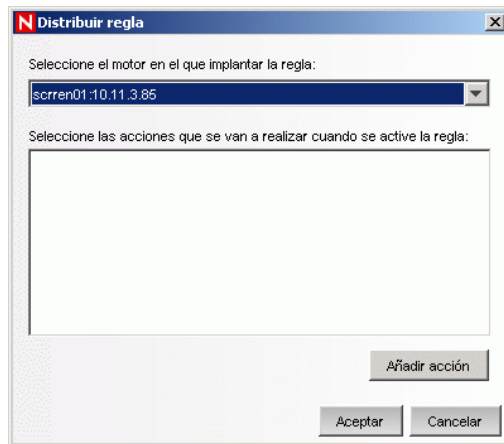 N Distribuir regla
Seleccione el motor en el que implantar la regla:
scrren01:10.11.3.85
Seleccione las acciones que se van a realizar cuando se active la regla:
Añadir acción
Aceptar
Cancelar